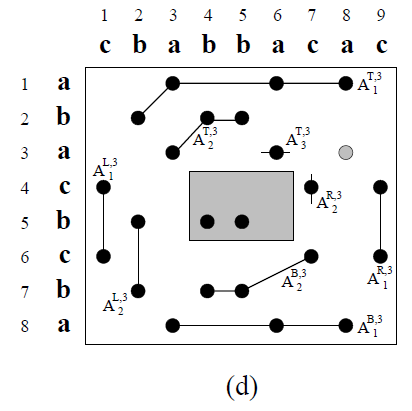 1 2 3 4 5 6 7 8 9
c b a b b a c a c
1 a A₁ᵀ,³
2 b
A₂ᵀ,³ A₃ᵀ,³
3 a
A₁ᴸ,³
4 c
A₂ᴿ,³
5 b
6 c
A₁ᴿ,³
A₂ᴮ,³
7 b
A₂ᴸ,³
8 a A₁ᴮ,³
(d)